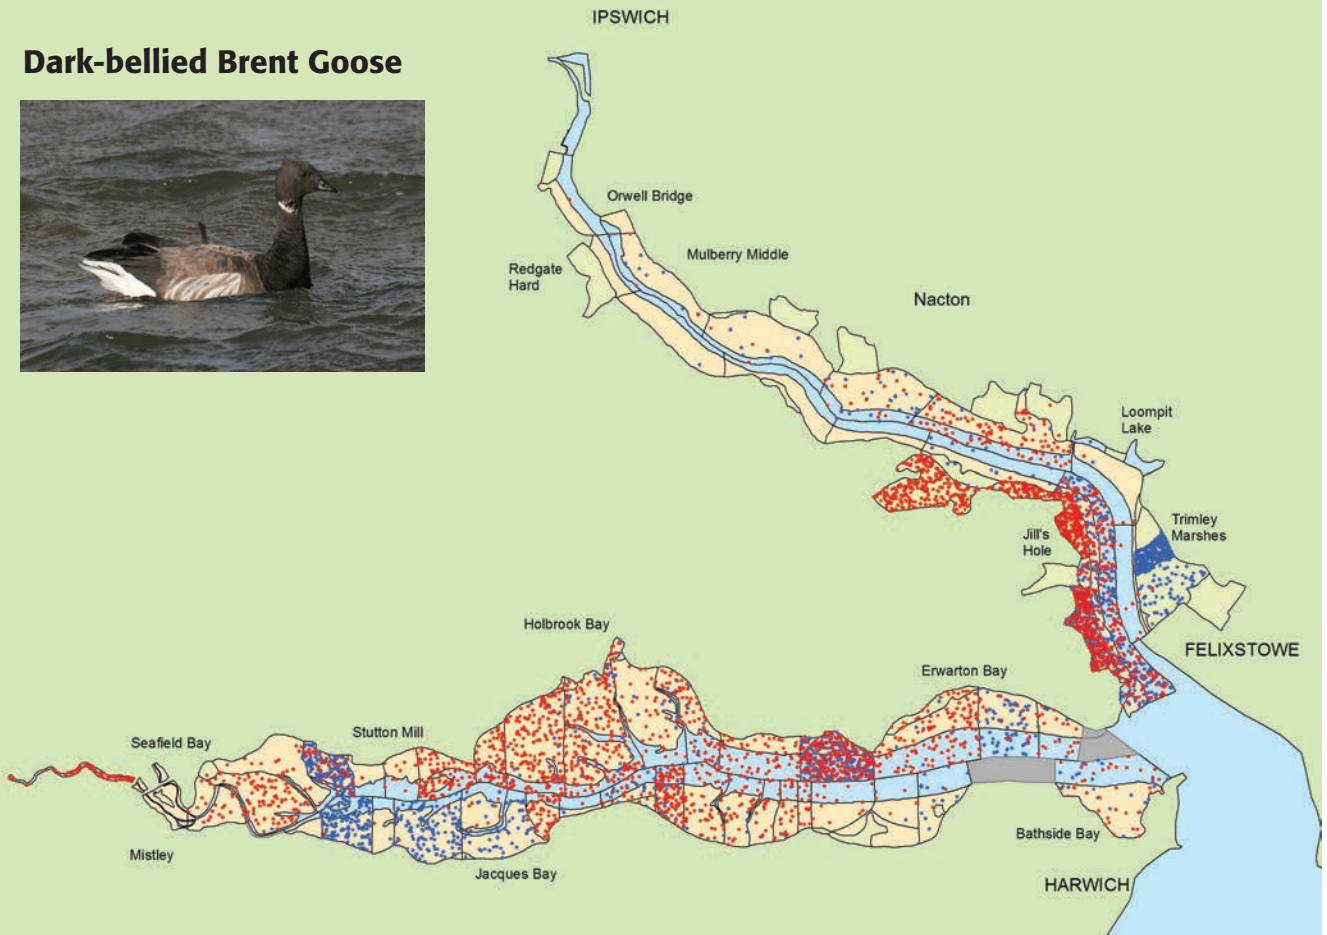 IPSWICH
Dark-bellied Brent Goose
Orwell Bridge
Mulberry Middle
Redgate
Hard
Nacton
Loompit
Lake
Trimley
Marshes
Jill's
Hole
Holbrook Bay
FELIXSTOWE
Erwarton Bay
Stutton Mill
Seafield Bay
Bathside Bay
Mistley
Jacques Bay
HARWICH